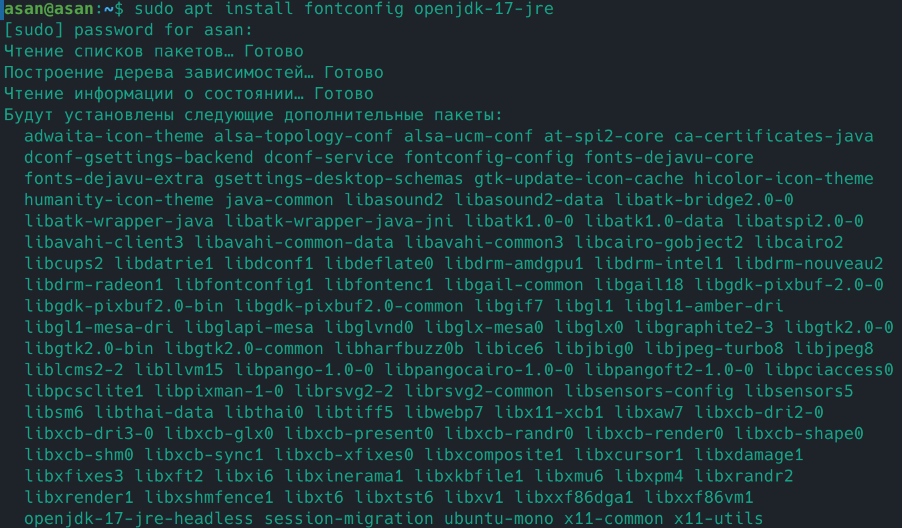 asan@asan:~$ sudo apt install fontconfig openjdk-17-jre
[sudo] password for asan:
Чтение списков пакетов… Готово
Построение дерева зависимостей… Готово
Чтение информации о состоянии… Готово
Будут установлены следующие дополнительные пакеты:
  adwaita-icon-theme alsa-topology-conf alsa-ucm-conf at-spi2-core ca-certificates-java
  dconf-gsettings-backend dconf-service fontconfig-config fonts-dejavu-core
  fonts-dejavu-extra gsettings-desktop-schemas gtk-update-icon-cache hicolor-icon-theme
  humanity-icon-theme java-common libasound2 libasound2-data libatk-bridge2.0-0
  libatk-wrapper-java libatk-wrapper-java-jni libatk1.0-0 libatk1.0-data libatspi2.0-0
  libavahi-client3 libavahi-common-data libavahi-common3 libcairo-gobject2 libcairo2
  libcups2 libdatrie1 libdconf1 libdeflate0 libdrm-amdgpu1 libdrm-intel1 libdrm-nouveau2
  libdrm-radeon1 libfontconfig1 libfontenc1 libgail-common libgail18 libgdk-pixbuf-2.0-0
  libgdk-pixbuf2.0-bin libgdk-pixbuf2.0-common libgif7 libgl1 libgl1-amber-dri
  libgl1-mesa-dri libglapi-mesa libglvnd0 libglx-mesa0 libglx0 libgraphite2-3 libgtk2.0-0
  libgtk2.0-bin libgtk2.0-common libharfbuzz0b libice6 libjbig0 libjpeg-turbo8 libjpeg8
  liblcms2-2 libllvm15 libpango-1.0-0 libpangocairo-1.0-0 libpangoft2-1.0-0 libpciaccess0
  libpcsclite1 libpixman-1-0 librsvg2-2 librsvg2-common libsensors-config libsensors5
  libsm6 libthai-data libthai0 libtiff5 libwebp7 libx11-xcb1 libxaw7 libxcb-dri2-0
  libxcb-dri3-0 libxcb-glx0 libxcb-present0 libxcb-randr0 libxcb-render0 libxcb-shape0
  libxcb-shm0 libxcb-sync1 libxcb-xfixes0 libxcomposite1 libxcursor1 libxdamage1
  libxfixes3 libxft2 libxi6 libxinerama1 libxkbfile1 libxmu6 libxpm4 libxrandr2
  libxrender1 libxshmfence1 libxt6 libxtst6 libxv1 libxxf86dga1 libxxf86vm1
  openjdk-17-jre-headless session-migration ubuntu-mono x11-common x11-utils